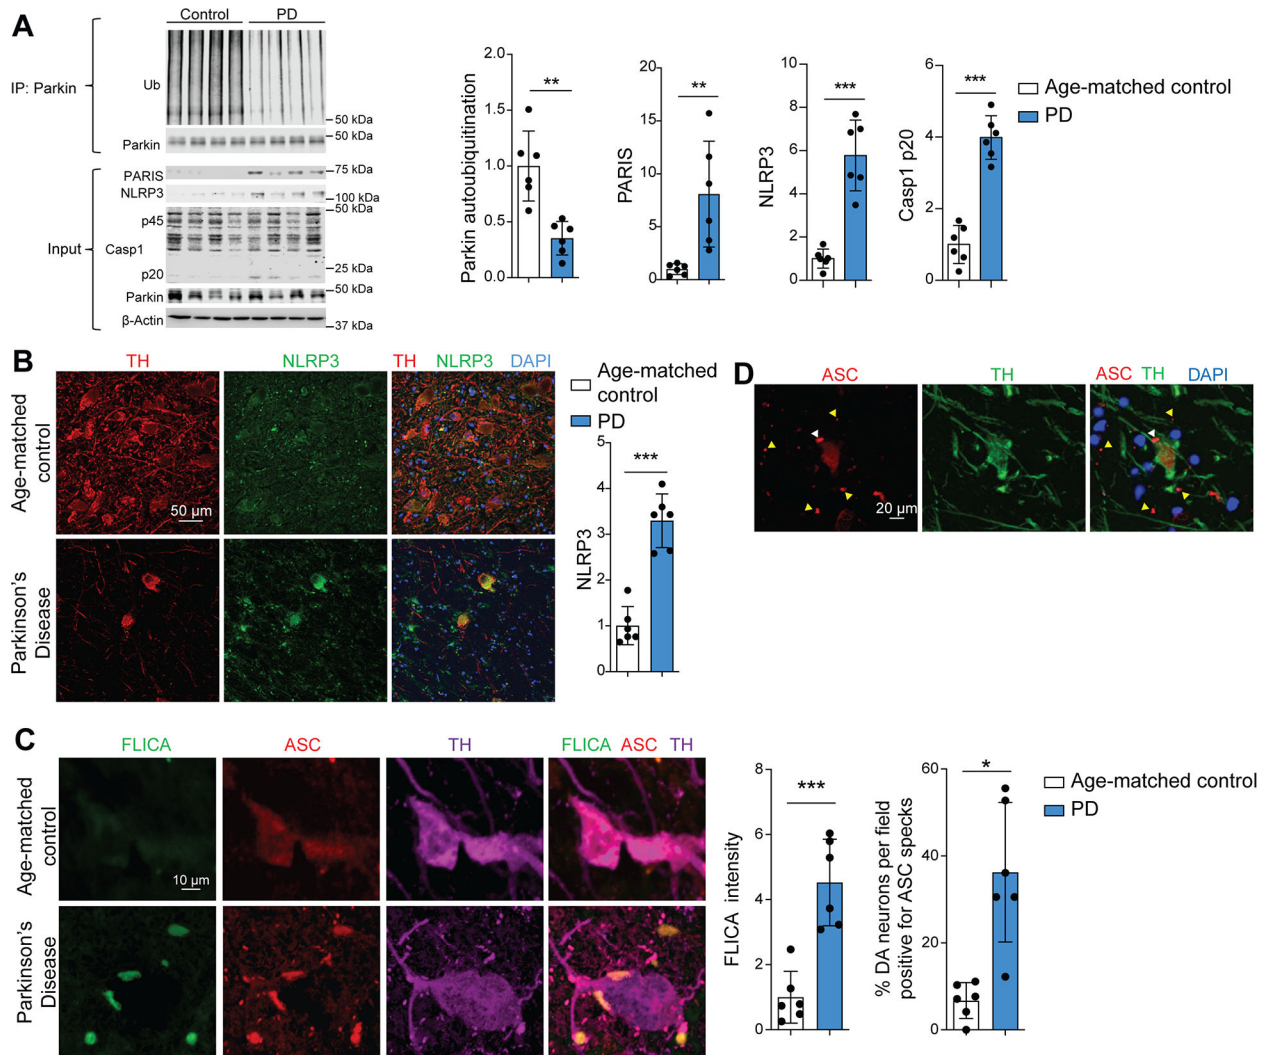 A
Control PD
IP: Parkin
Ub
50 kDa
50 kDa
Parkin
PARIS
75 kDa
NLRP3
100 kDa
50 kDa
p45
Input
Casp1
25 kDa
p20
50 kDa
Parkin
β-Actin
37 kDa
Parkin autoubiquitination
2.0
1.5
1.0
0.5
0.0
**
PARIS
20
15
10
5
0
**
NLRP3
10
8
6
4
2
0
***
Casp1 p20
6
4
2
0
***
Age-matched control
PD
B
TH
NLRP3
TH NLRP3 DAPI
Age-matched
control
50 µm
Parkinson's
Disease
Age-matched
control
PD
NLRP3
5
4
3
2
1
0
***
D
ASC
TH
ASC TH DAPI
20 µm
C
FLICA
ASC
TH
FLICA ASC TH
Age-matched
control
10 µm
Parkinson's
Disease
FLICA intensity
8
6
4
2
0
***
% DA neurons per field
positive for ASC specks
60
40
20
0
*
Age-matched control
PD